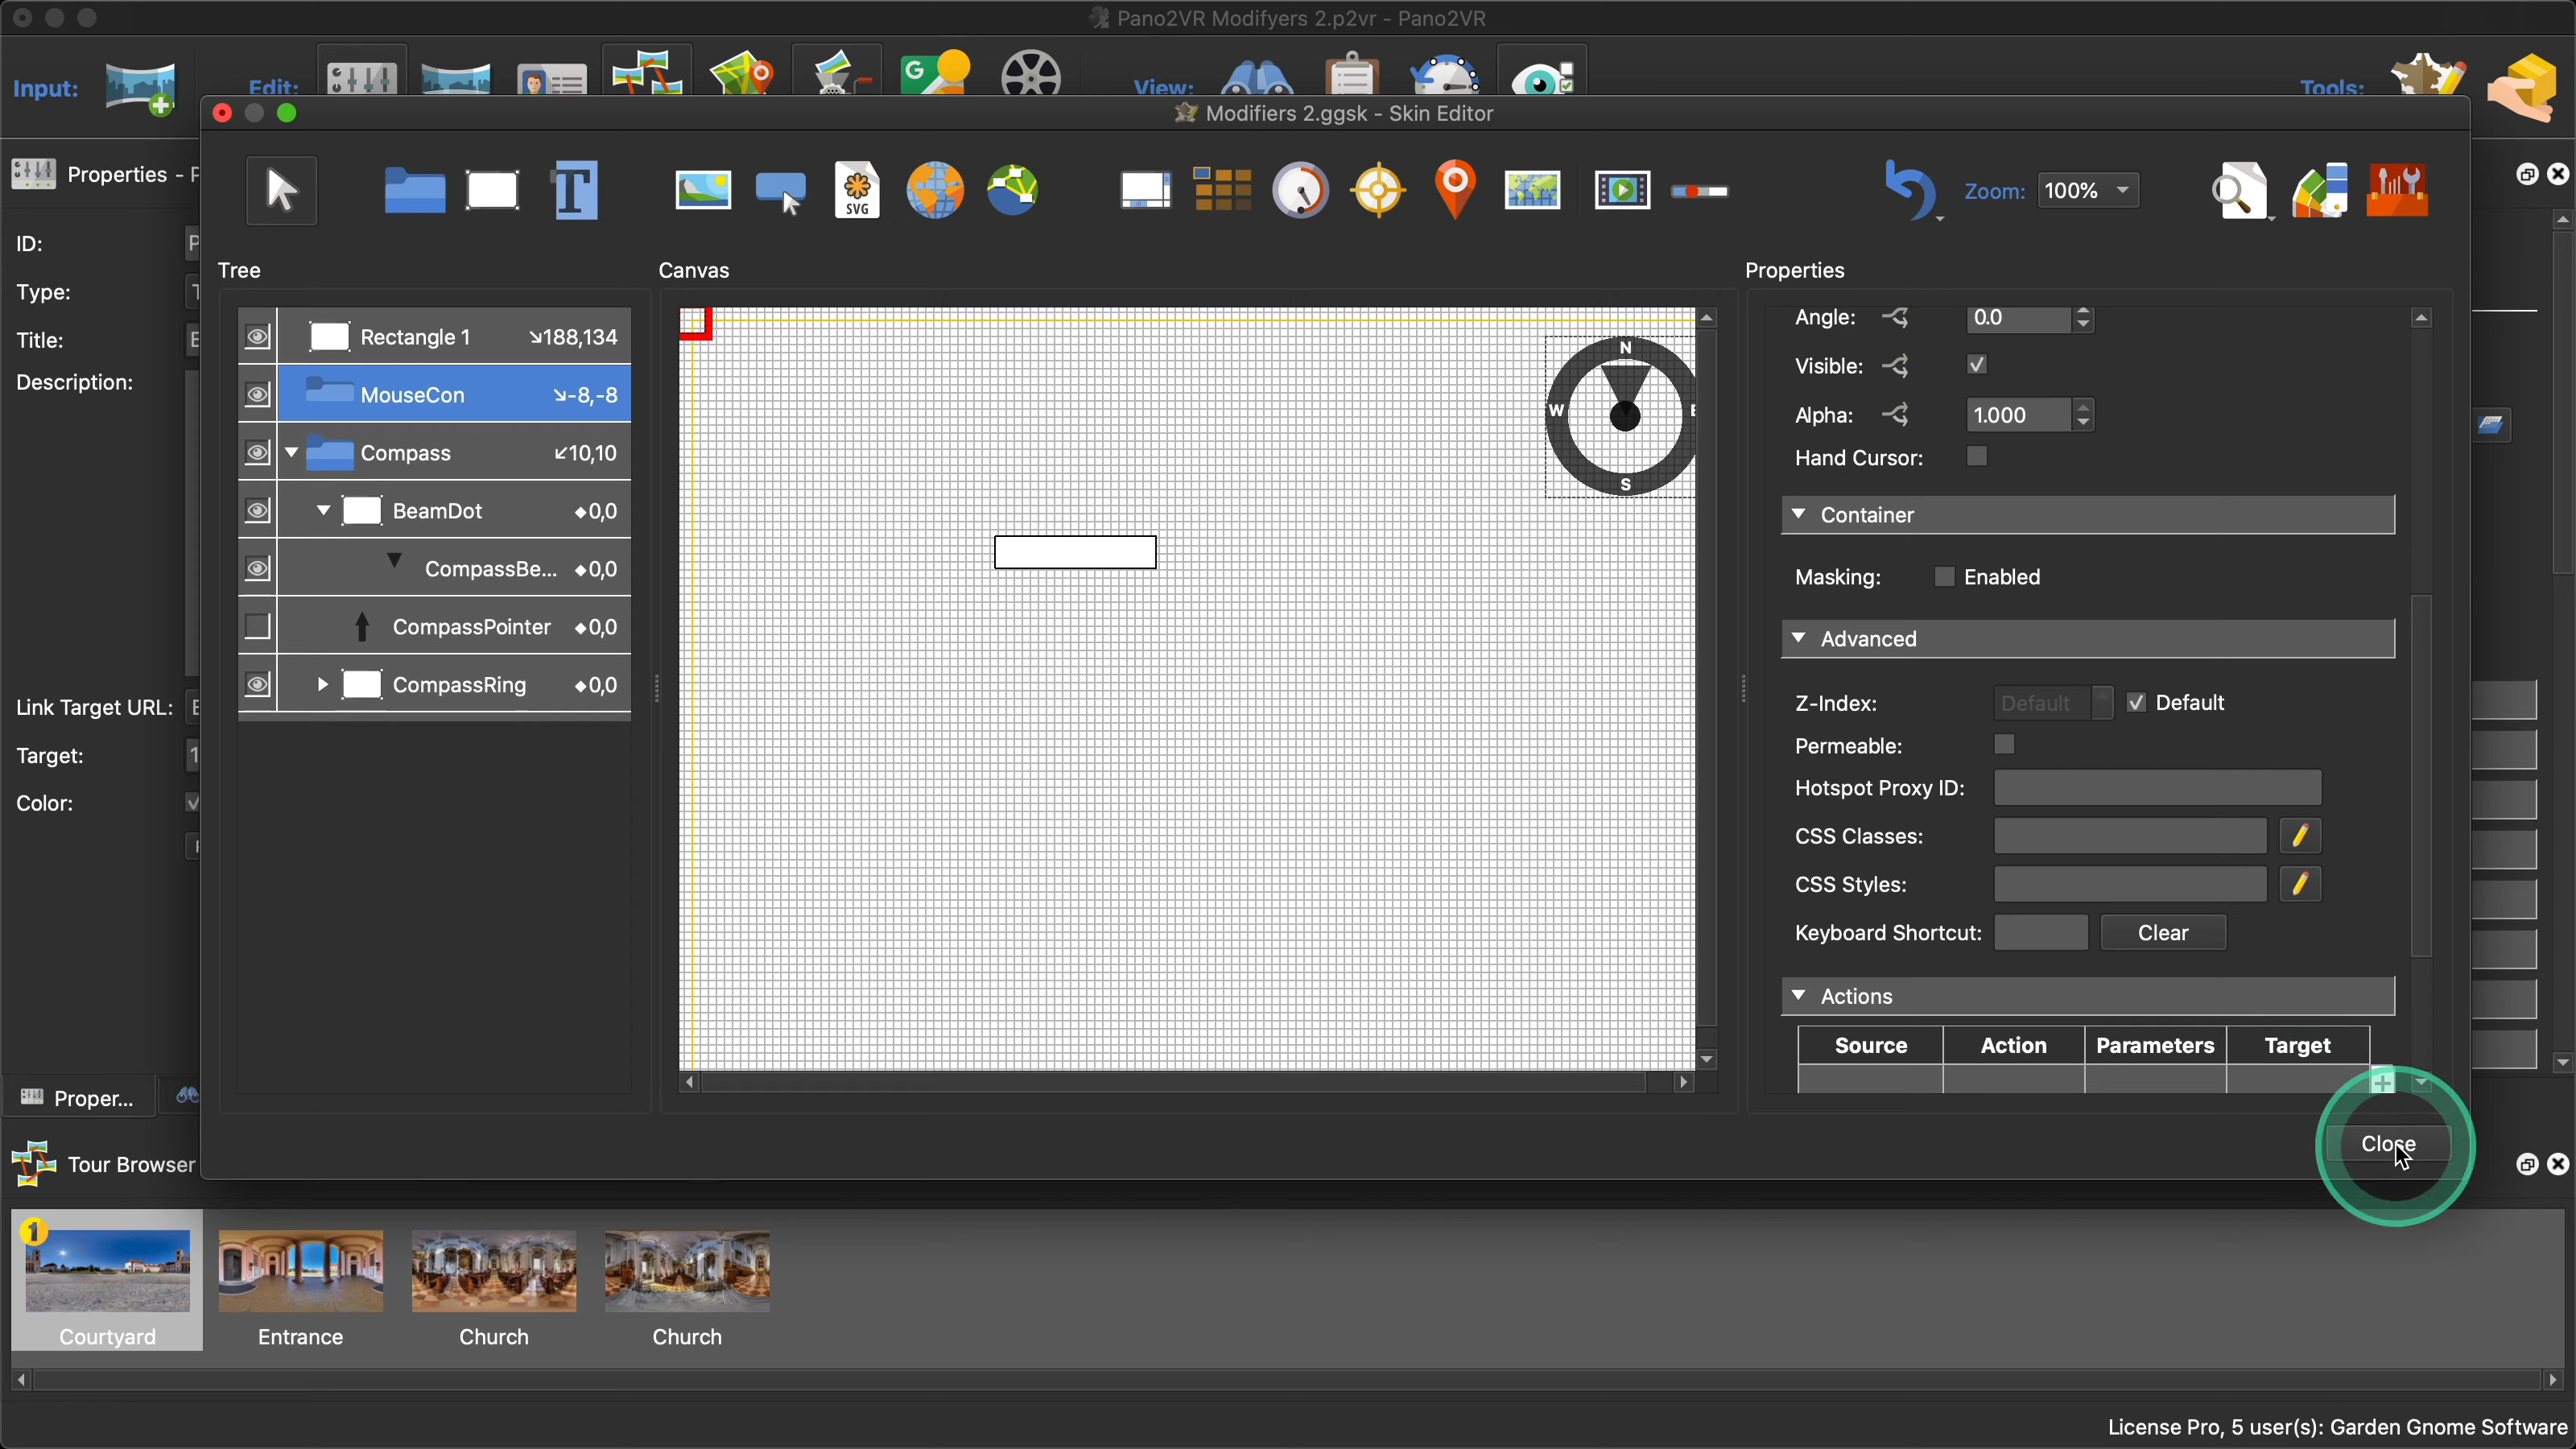 Pano2VR Modifyers 2.p2vr - Pano2VR
Input:
Edit:
G
View:
Tools:
Modifiers 2.ggsk - Skin Editor
Properties - P
T
SVG
Zoom:
100%
ID:
P
Type:
Title:
Description:
Link Target URL:
Target:
1
Color:
Proper...
Tree
Rectangle 1
↘188,134
MouseCon
↘-8,-8
Compass
↙10,10
BeamDot
◆0,0
CompassBe...
◆0,0
CompassPointer
◆0,0
CompassRing
◆0,0
Canvas
N
W
S
Properties
Angle:
0.0
Visible:
Alpha:
1.000
Hand Cursor:
Container
Masking:
Enabled
Advanced
Z-Index:
Default
Default
Permeable:
Hotspot Proxy ID:
CSS Classes:
CSS Styles:
Keyboard Shortcut:
Clear
Actions
Source
Action
Parameters
Target
Close
Tour Browser
1
Courtyard
Entrance
Church
Church
License Pro, 5 user(s): Garden Gnome Software